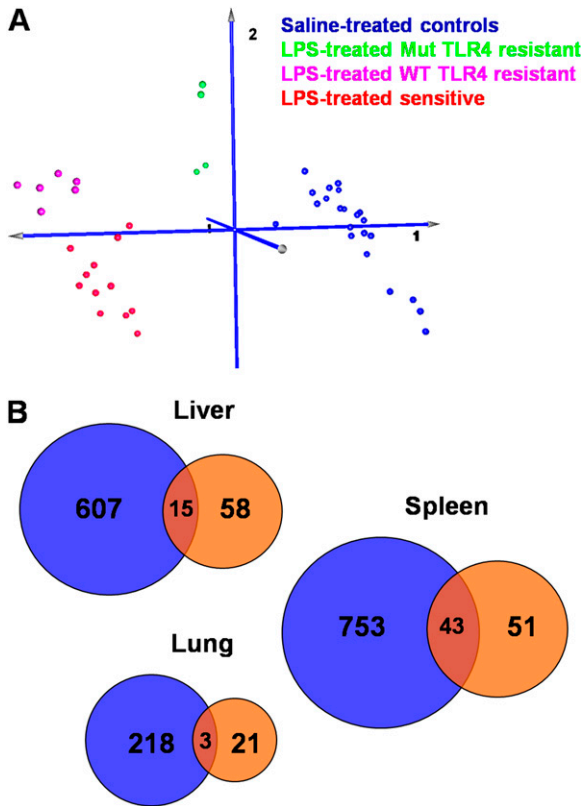 A
2
Saline-treated controls
LPS-treated Mut TLR4 resistant
LPS-treated WT TLR4 resistant
LPS-treated sensitive
1
1
B
Liver
607 15 58
Spleen
753 43 51
Lung
218 3 21